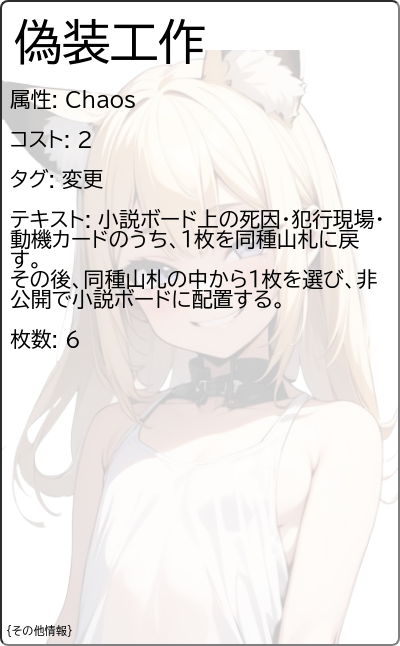 偽装工作
属性: Chaos
コスト: 2
タグ: 変更
テキスト: 小説ボード上の死因・犯行現場・
動機カードのうち、1枚を同種山札に戻
す。
その後、同種山札の中から1枚を選び、非
公開で小説ボードに配置する。
枚数: 6
{その他情報}